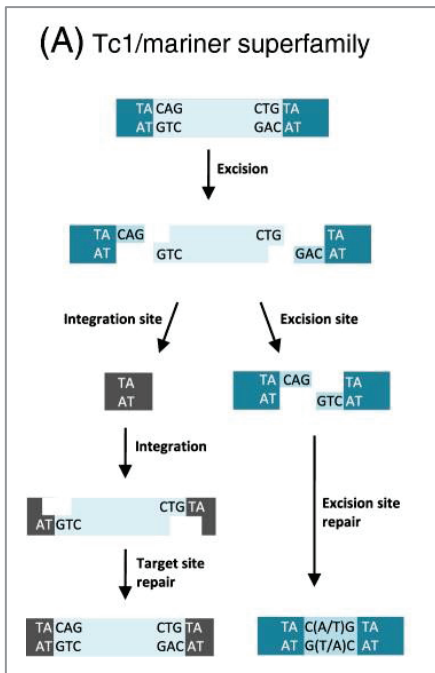 (A) Tc1/mariner superfamily
TA CAG CTG TA
AT GTC GAC AT
Excision
TA CAG CTG TA
AT GTC GAC AT
Integration site Excision site
TA
AT
TA CAG TA
AT GTC AT
Integration
CTG TA
AT GTC
Excision site
repair
Target site
repair
TA CAG CTG TA
AT GTC GAC AT
TA C(A/T)G TA
AT G(T/A)C AT